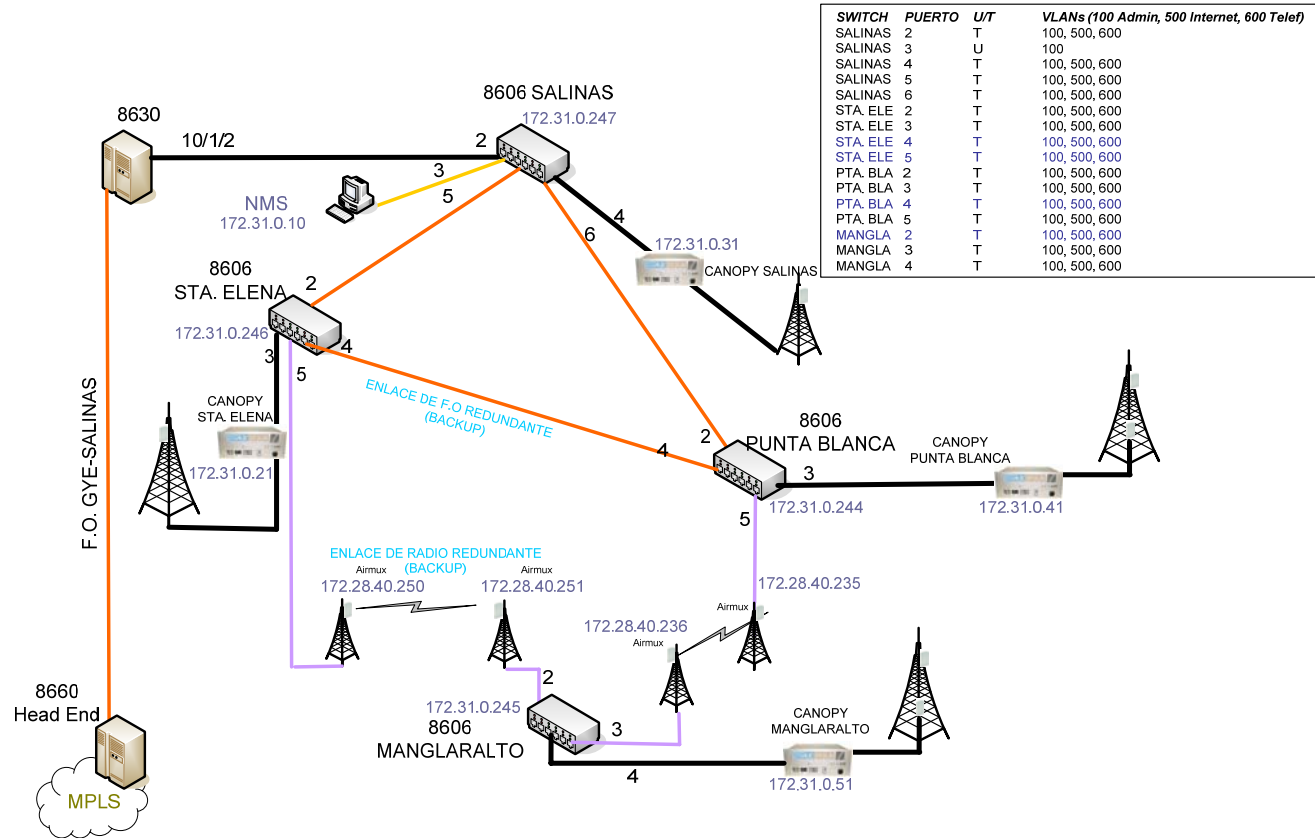 SWITCH PUERTO U/T VLANs (100 Admin, 500 Internet, 600 Telef)
SALINAS 2 T 100, 500, 600
SALINAS 3 U 100
SALINAS 4 T 100, 500, 600
SALINAS 5 T 100, 500, 600
SALINAS 6 T 100, 500, 600
STA. ELE 2 T 100, 500, 600
STA. ELE 3 T 100, 500, 600
STA. ELE 4 T 100, 500, 600
STA. ELE 5 T 100, 500, 600
PTA. BLA 2 T 100, 500, 600
PTA. BLA 3 T 100, 500, 600
PTA. BLA 4 T 100, 500, 600
PTA. BLA 5 T 100, 500, 600
MANGLA 2 T 100, 500, 600
MANGLA 3 T 100, 500, 600
MANGLA 4 T 100, 500, 600
8606 SALINAS
172.31.0.247
8630
10/1/2
2
3
5
4
6
NMS
172.31.0.10
172.31.0.31
CANOPY SALINAS
8606
STA. ELENA
2
172.31.0.246
3
4
5
CANOPY
STA. ELENA
172.31.0.21
ENLACE DE F.O REDUNDANTE
(BACKUP)
F.O. GYE-SALINAS
8606
PUNTA BLANCA
2
4
3
5
172.31.0.244
CANOPY
PUNTA BLANCA
172.31.0.41
ENLACE DE RADIO REDUNDANTE
(BACKUP)
Airmux
172.28.40.250
Airmux
172.28.40.251
172.28.40.235
Airmux
172.28.40.236
Airmux
8660
Head End
MPLS
2
172.31.0.245
3
8606
MANGLARALTO
4
CANOPY
MANGLARALTO
172.31.0.51